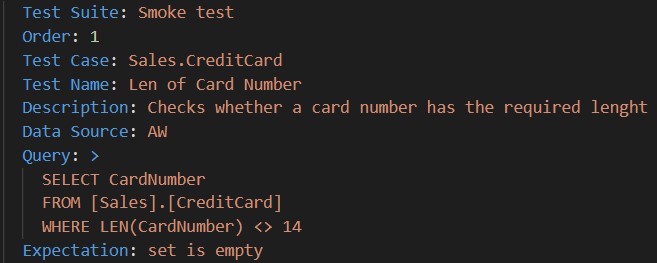 Test Suite: Smoke test
Order: 1
Test Case: Sales.CreditCard
Test Name: Len of Card Number
Description: Checks whether a card number has the required lenght
Data Source: AW
Query: >
SELECT CardNumber
FROM [Sales].[CreditCard]
WHERE LEN(CardNumber) <> 14
Expectation: set is empty